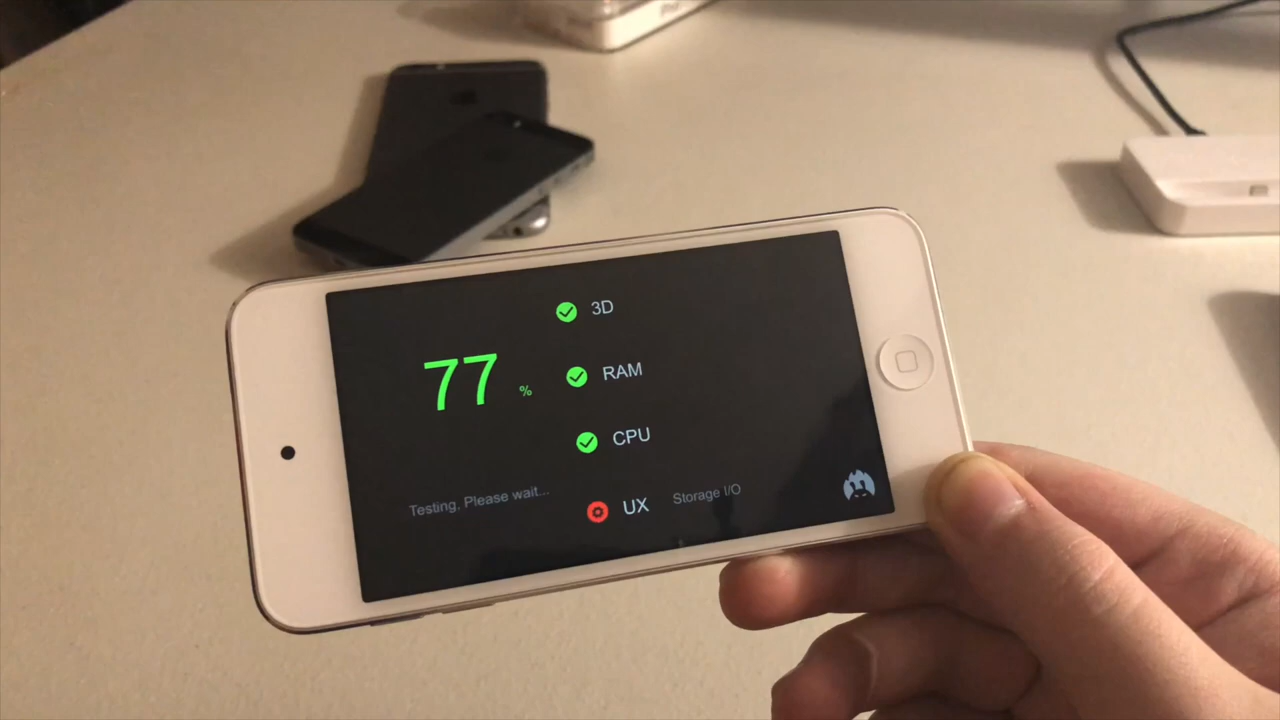 3D
77 %
RAM
CPU
Testing, Please wait...
UX Storage I/O